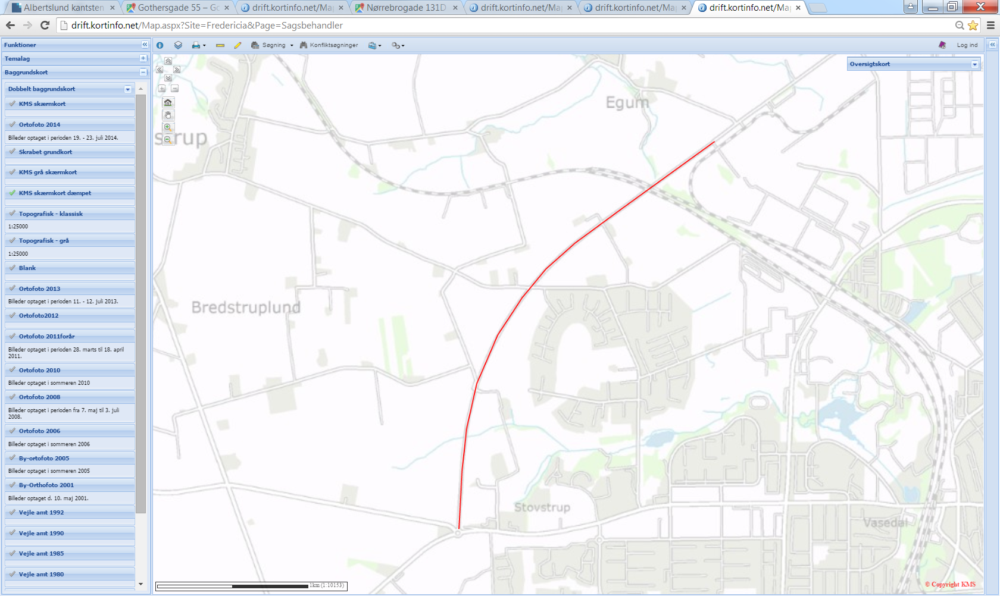 Albertslund kantsten
Gothersgade 55 – Go
drift.kortinfo.net/Map
Nørrebrogade 131D
drift.kortinfo.net/Map
drift.kortinfo.net/Map
drift.kortinfo.net/Map
drift.kortinfo.net/Map.aspx?Site=Fredericia&Page=Sagsbehandler
Funktioner
Søgning
Konfliktsøgninger
Log ind
Temalag
Baggrundskort
Oversigtskort
Dobbelt baggrundskort
KMS skærmkort
Ortofoto 2014
Billeder optaget i perioden 19. - 23. juli 2014.
Skrabet grundkort
KMS grå skærmkort
KMS skærmkort dæmpet
Topografisk - klassisk
1:25000
Topografisk - grå
1:25000
Blank
Ortofoto 2013
Billeder optaget i perioden 11. - 12. juli 2013.
Ortofoto2012
Ortofoto 2011forår
Billeder optaget i perioden 28. marts til 18. april
2011.
Ortofoto 2010
Billeder optaget i sommeren 2010
Ortofoto 2008
Billeder optaget i perioden fra 7. maj til 3. juli
2008.
Ortofoto 2006
Billeder optaget i sommeren 2006
By-ortofoto 2005
Billeder optaget i sommeren 2005
By-Orthofoto 2001
Billeder optaget d. 10. maj 2001.
Vejle amt 1992
Vejle amt 1990
Vejle amt 1985
Vejle amt 1980
Egum
strup
Bredstruplund
Stovstrup
Vasedal
1km (1:10153)
© Copyright KMS